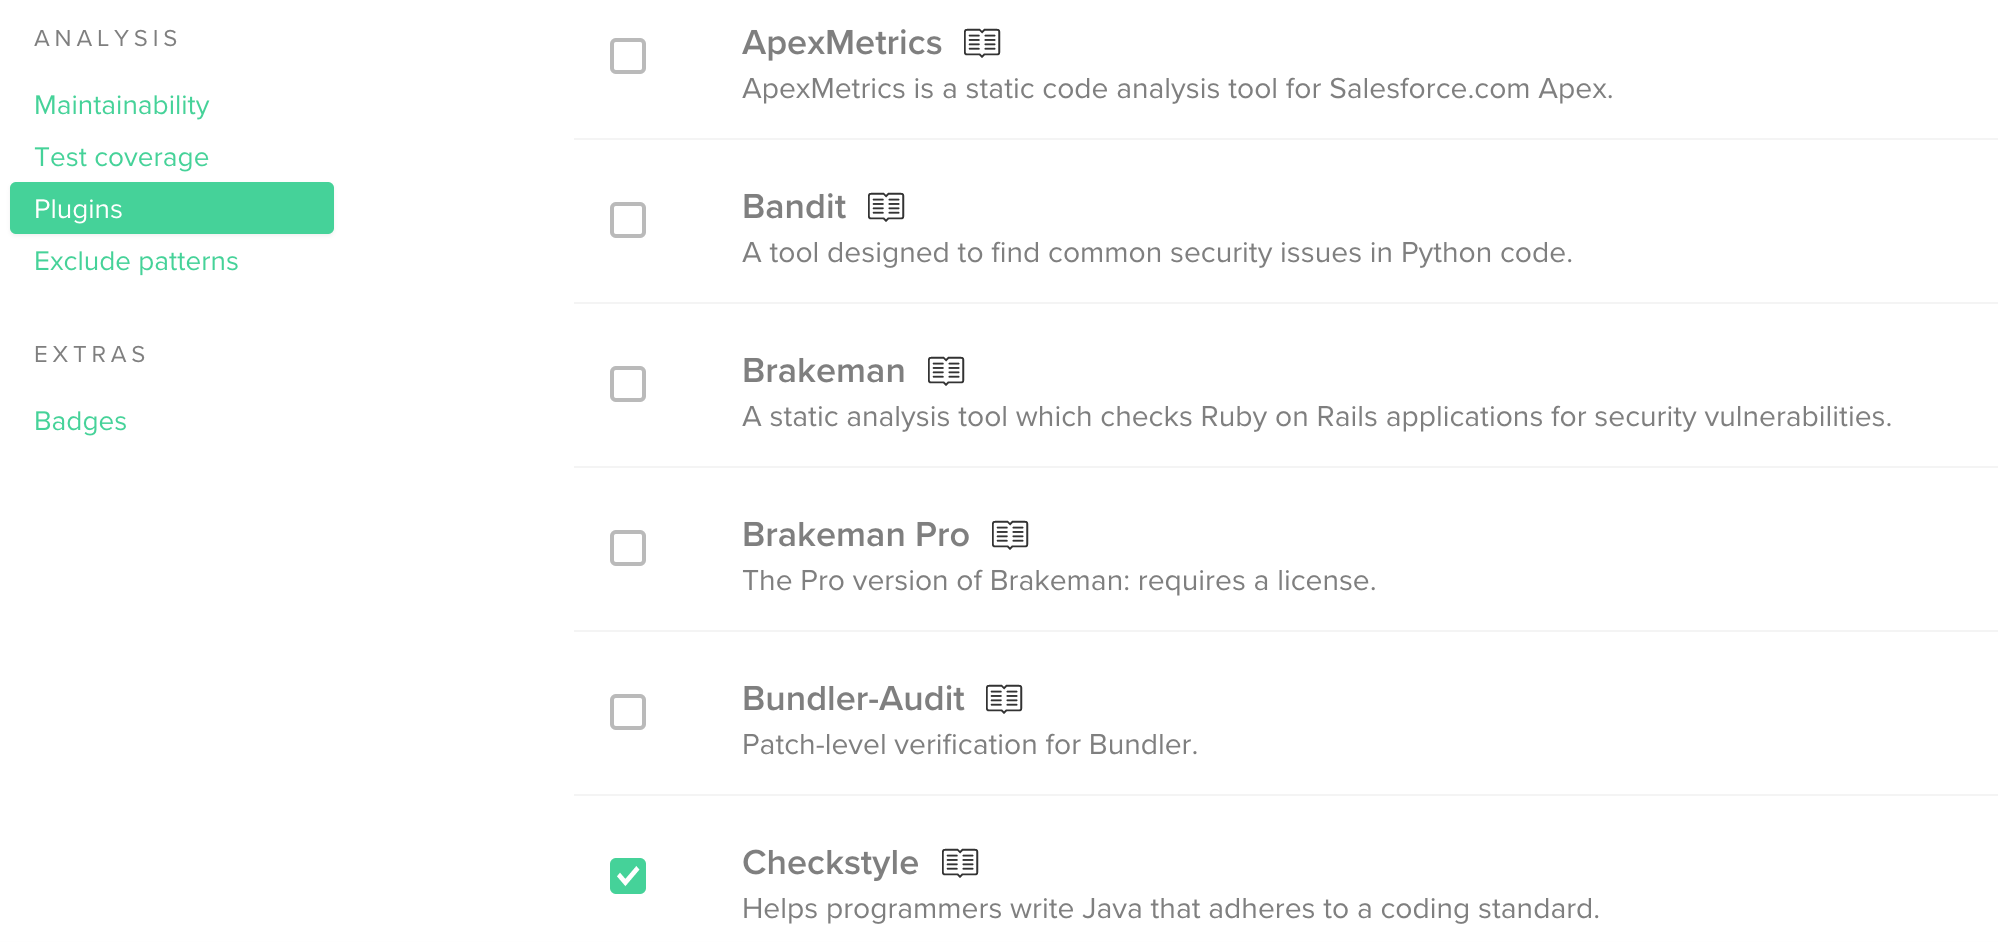 ANALYSIS
Maintainability
Test coverage
Plugins
Exclude patterns
EXTRAS
Badges
ApexMetrics
ApexMetrics is a static code analysis tool for Salesforce.com Apex.
Bandit
A tool designed to find common security issues in Python code.
Brakeman
A static analysis tool which checks Ruby on Rails applications for security vulnerabilities.
Brakeman Pro
The Pro version of Brakeman: requires a license.
Bundler-Audit
Patch-level verification for Bundler.
Checkstyle
Helps programmers write Java that adheres to a coding standard.